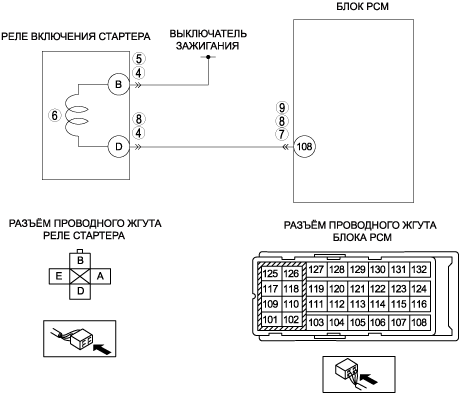 БЛОК PCM
РЕЛЕ ВКЛЮЧЕНИЯ СТАРТЕРА
ВЫКЛЮЧАТЕЛЬ
ЗАЖИГАНИЯ
5
4
B
6
8
4
D
9
8
7
108
РАЗЪЁМ ПРОВОДНОГО ЖГУТА
РЕЛЕ СТАРТЕРА
B
E A
D
РАЗЪЁМ ПРОВОДНОГО ЖГУТА
БЛОКА PCM
125 126 127 128 129 130 131 132
117 118 119 120 121 122 123 124
109 110 111 112 113 114 115 116
101 102 103 104 105 106 107 108